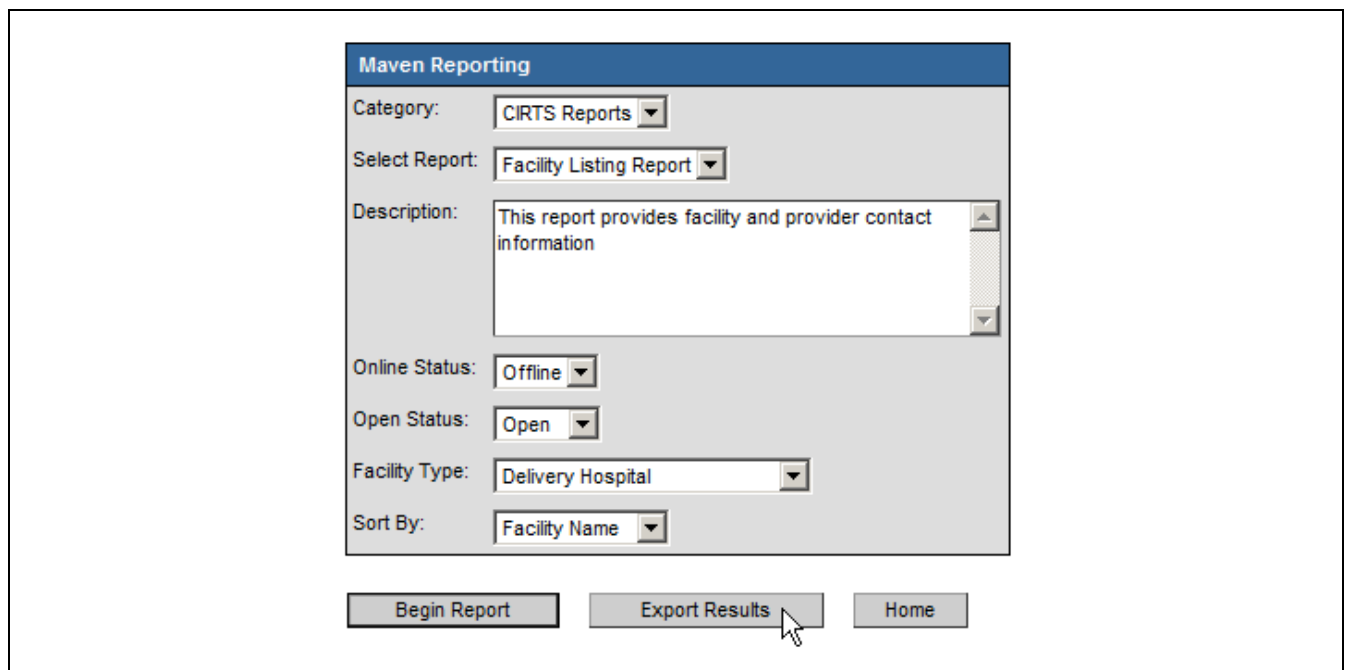 Maven Reporting
Category: CIRTS Reports
Select Report: Facility Listing Report
Description: This report provides facility and provider contact
information
Online Status: Offline
Open Status: Open
Facility Type: Delivery Hospital
Sort By: Facility Name
Begin Report Export Results Home